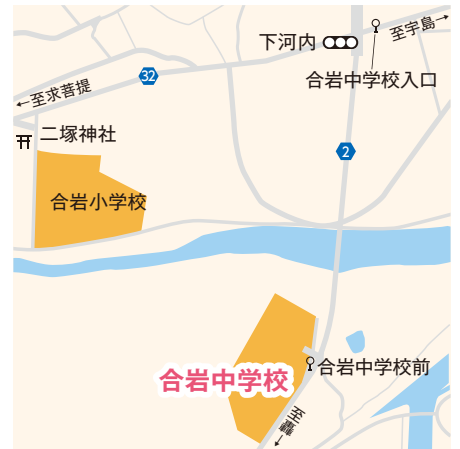 至宇島→
下河内
合岩中学校入口
32
←至求菩提
二塚神社
2
合岩小学校
合岩中学校前
合岩中学校
至轟→